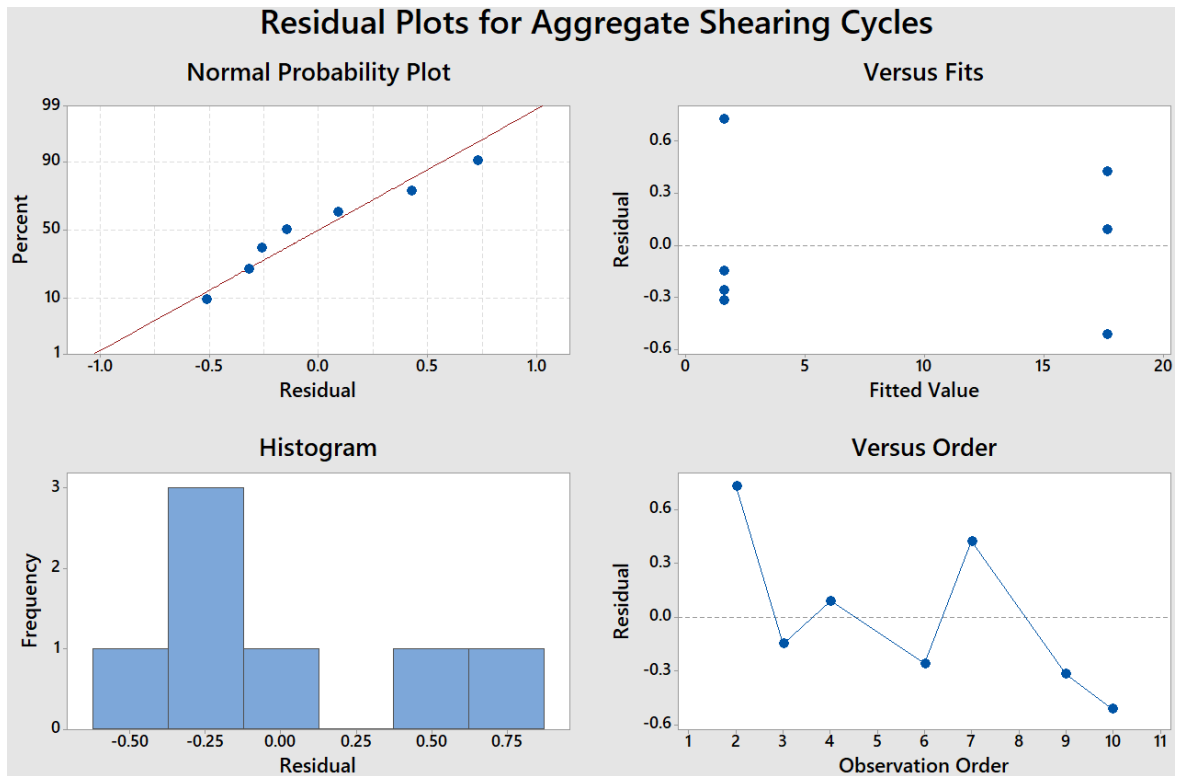 Residual Plots for Aggregate Shearing Cycles
Normal Probability Plot
99
90
50
10
1
Percent
-1.0 -0.5 0.0 0.5 1.0
Residual
Versus Fits
0.6
0.3
0.0
-0.3
-0.6
Residual
0 5 10 15 20
Fitted Value
Histogram
3
2
1
0
Frequency
-0.50 -0.25 0.00 0.25 0.50 0.75
Residual
Versus Order
0.6
0.3
0.0
-0.3
-0.6
Residual
1 2 3 4 5 6 7 8 9 10 11
Observation Order